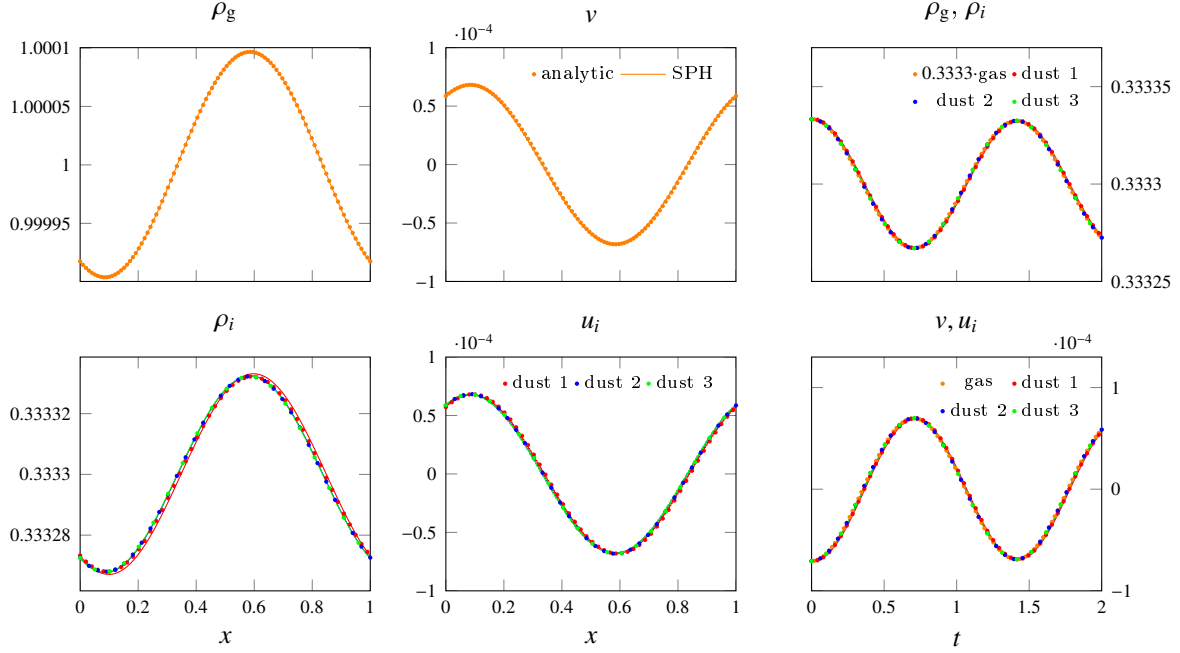 ρg
v
ρg, ρi
·10−4
1.0001
1.00005
1
0.99995
1
0.5
0
−0.5
−1
analytic
SPH
0.3333·gas
dust 1
dust 2
dust 3
0.33335
0.3333
0.33325
ρi
ui
v, ui
·10−4
·10−4
0.33332
0.3333
0.33328
0
0.2
0.4
0.6
0.8
1
x
1
0.5
0
−0.5
−1
dust 1
dust 2
dust 3
0
0.2
0.4
0.6
0.8
1
x
gas
dust 1
dust 2
dust 3
1
0
−1
0
0.5
1
1.5
2
t